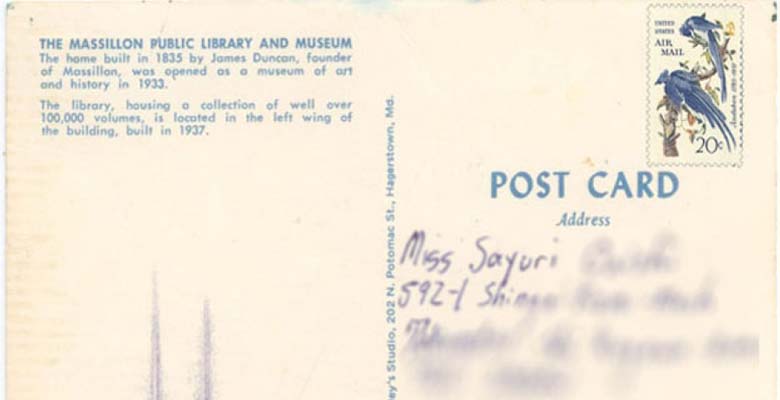 THE MASSILLON PUBLIC LIBRARY AND MUSEUM
The home built in 1835 by James Duncan, founder
of Massillon, was opened as a museum of art
and history in 1933.
The library, housing a collection of well over
100,000 volumes, is located in the left wing of
the building, built in 1937.
ey's Studio, 202 N. Potomac St., Hagerstown, Md.
UNITED
STATES
AIR
MAIL
20c
POST CARD
Address
Miss Sayuri
592-1